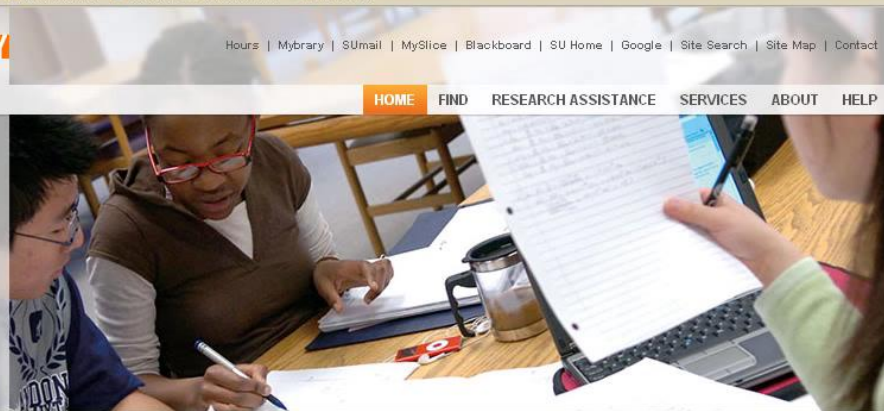 Hours | Mybrary | SUmail | MySlice | Blackboard | SU Home | Google | Site Search | Site Map | Contact
HOME FIND RESEARCH ASSISTANCE SERVICES ABOUT HELP